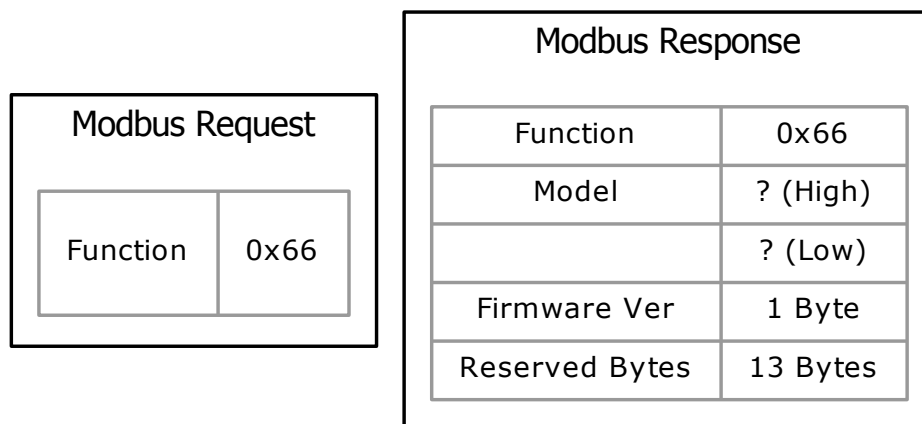 Modbus Request
Function 0x66
Modbus Response
Function 0x66
Model ? (High)
? (Low)
Firmware Ver 1 Byte
Reserved Bytes 13 Bytes